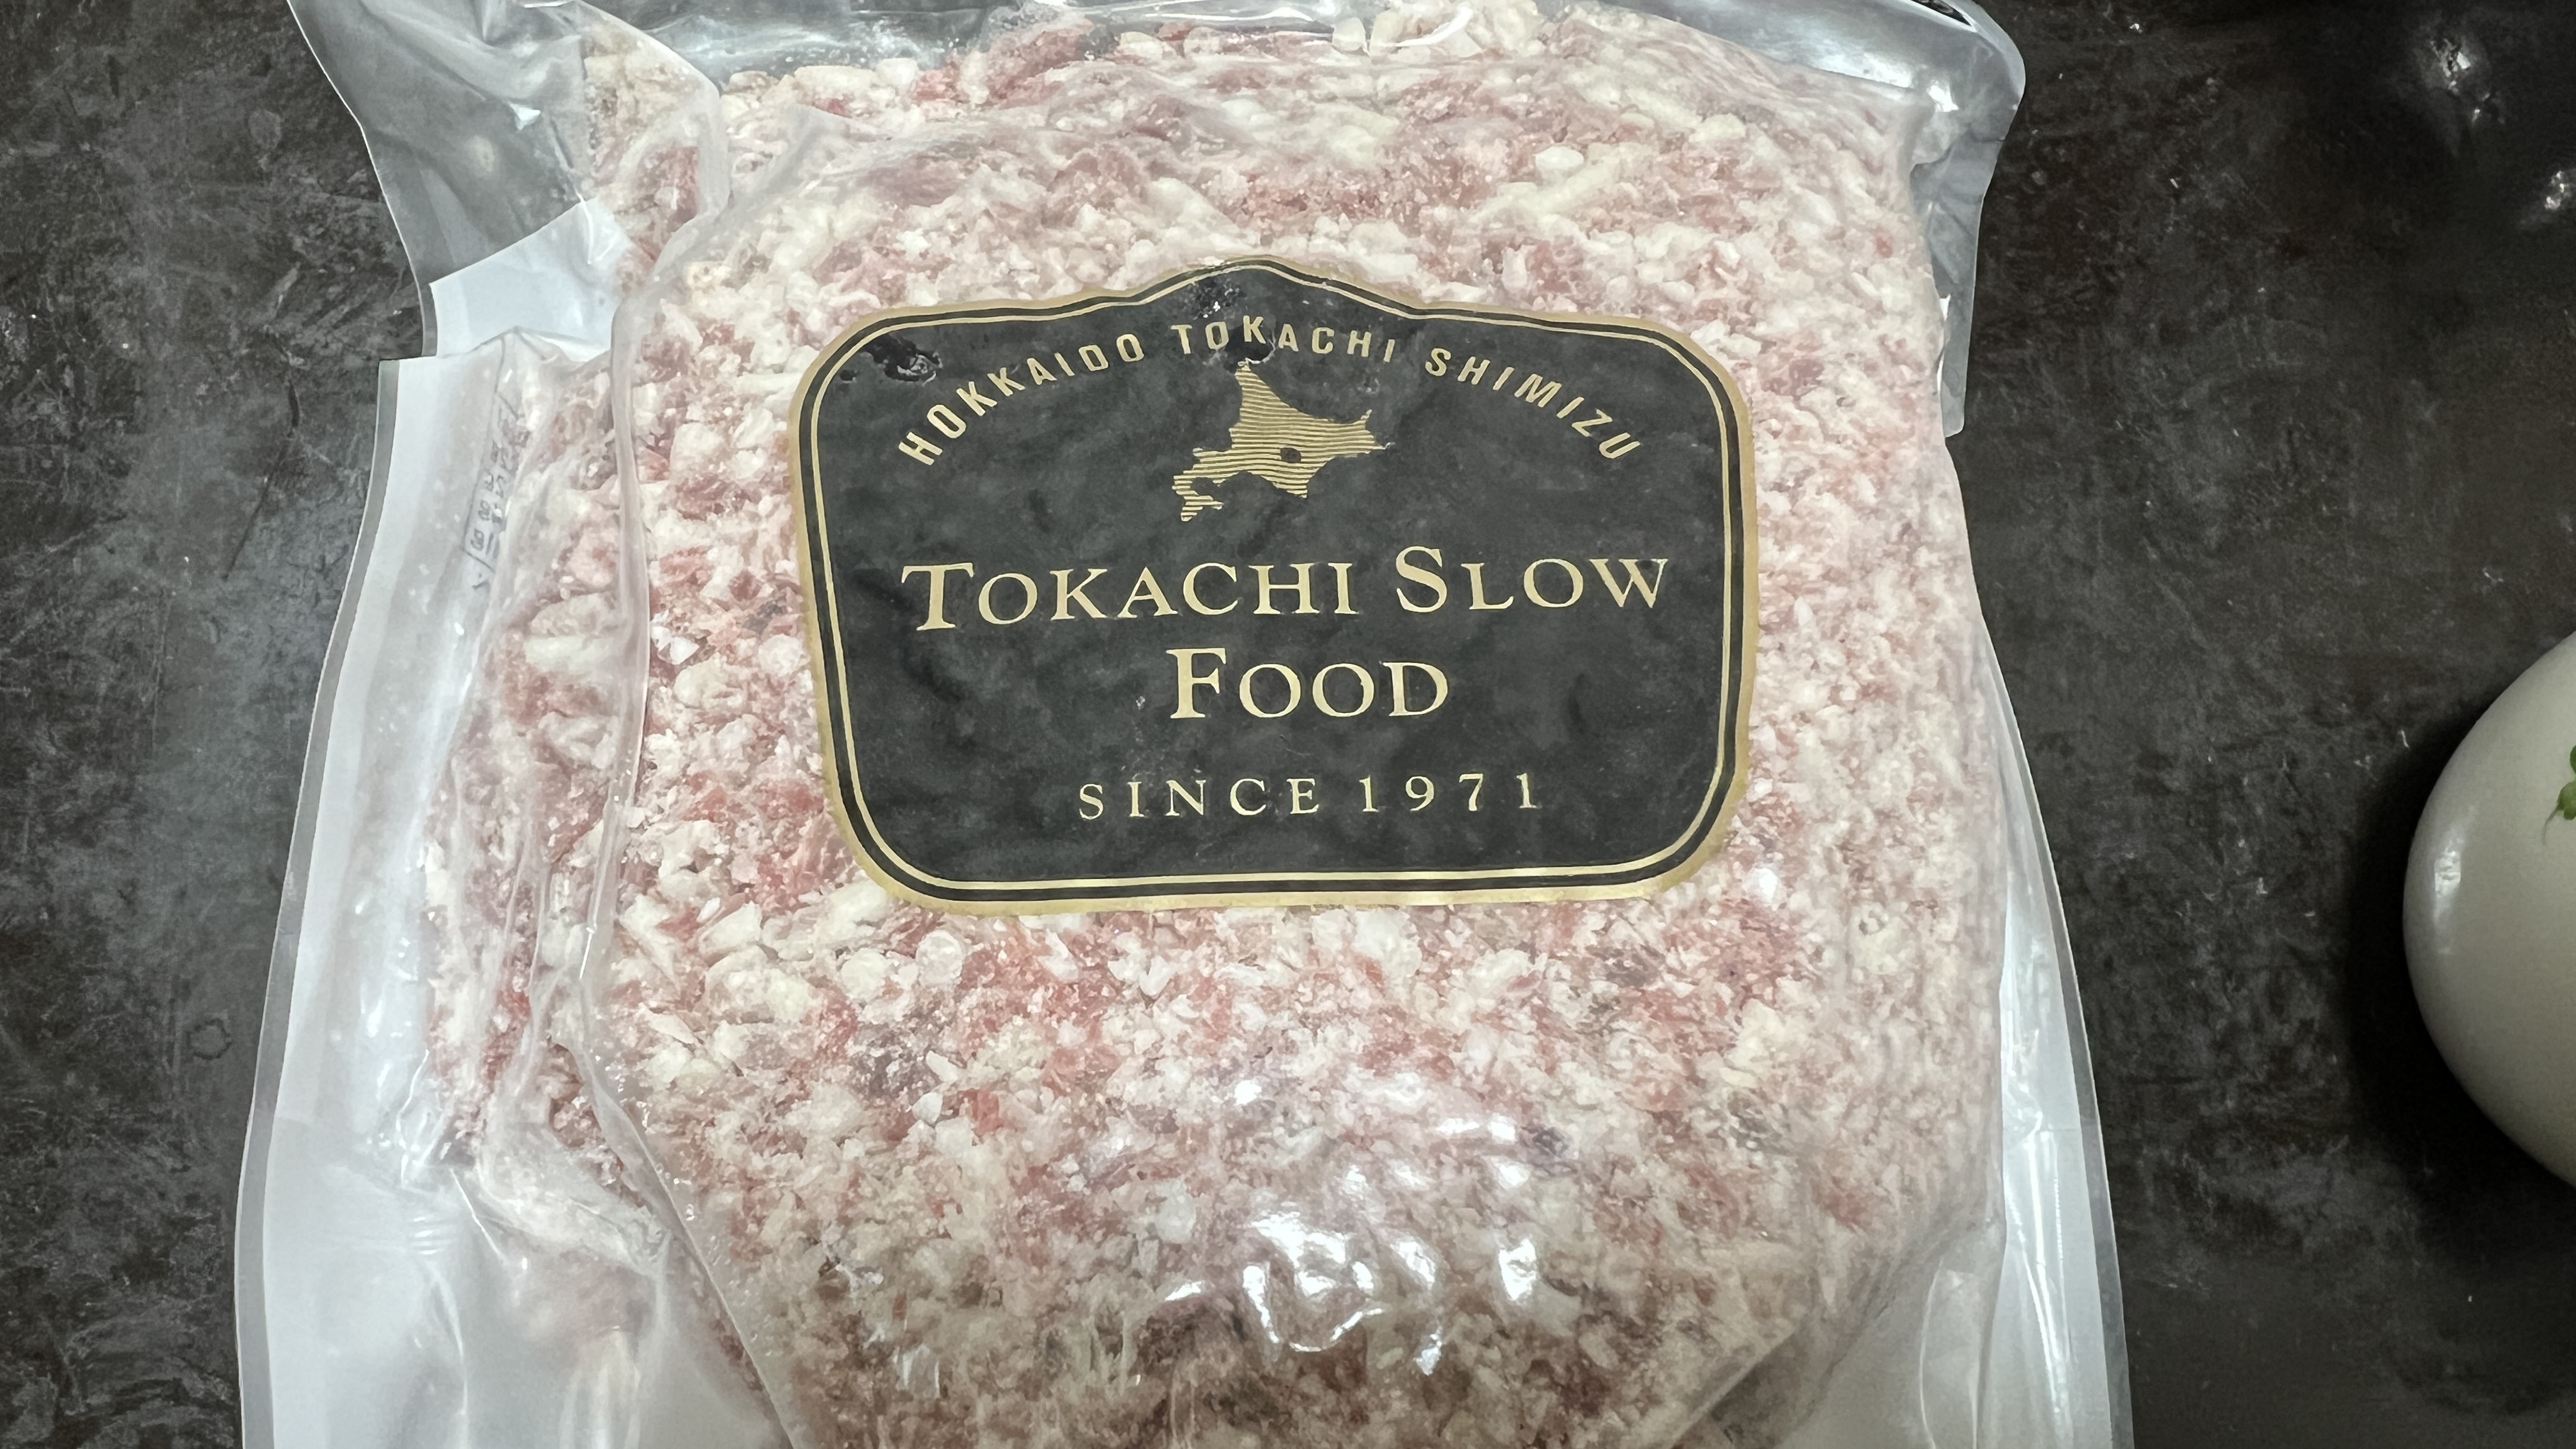 HOKKAIDO TOKACHI SHIMIZU
TOKACHI SLOW
FOOD
SINCE 1971